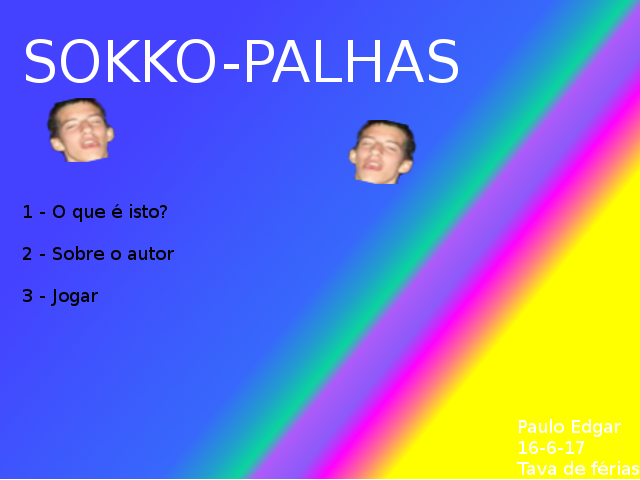 SOKKO-PALHAS
1 - O que é isto?
2 - Sobre o autor
3 - Jogar
Paulo Edgar
16-6-17
Tava de férias